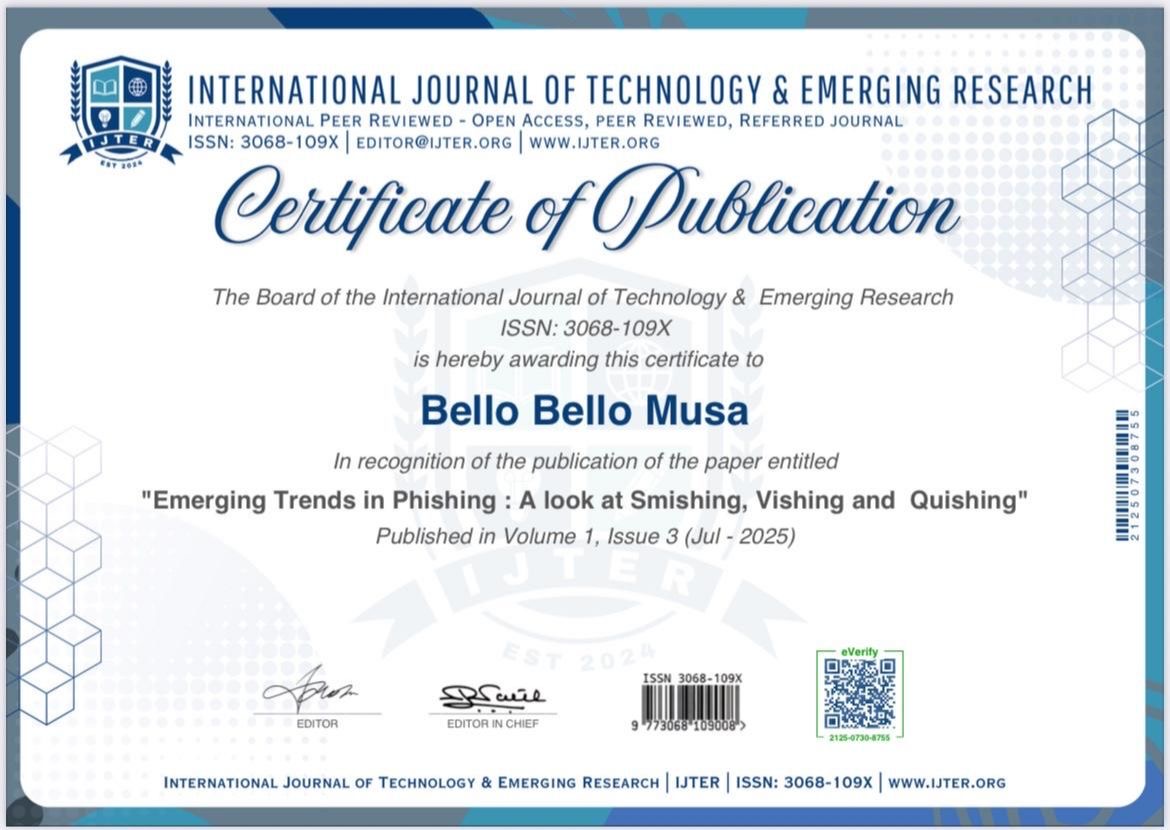 INTERNATIONAL JOURNAL OF TECHNOLOGY & EMERGING RESEARCH
INTERNATIONAL PEER REVIEWED - OPEN ACCESS, PEER REVIEWED, REFERRED JOURNAL
ISSN: 3068-109X | EDITOR@IJTER.ORG | WWW.IJTER.ORG
IJTER
EST 2024
Certificate of Publication
The Board of the International Journal of Technology & Emerging Research
ISSN: 3068-109X
is hereby awarding this certificate to
Bello Bello Musa
In recognition of the publication of the paper entitled
"Emerging Trends in Phishing : A look at Smishing, Vishing and Quishing"
Published in Volume 1, Issue 3 (Jul - 2025)
212507308755
IJTER
EST 2024
EDITOR
EDITOR IN CHIEF
ISSN 3068-109X
9 773068 109008 >
eVerify
2125-0730-8755
INTERNATIONAL JOURNAL OF TECHNOLOGY & EMERGING RESEARCH | IJTER | ISSN: 3068-109X | WWW.IJTER.ORG